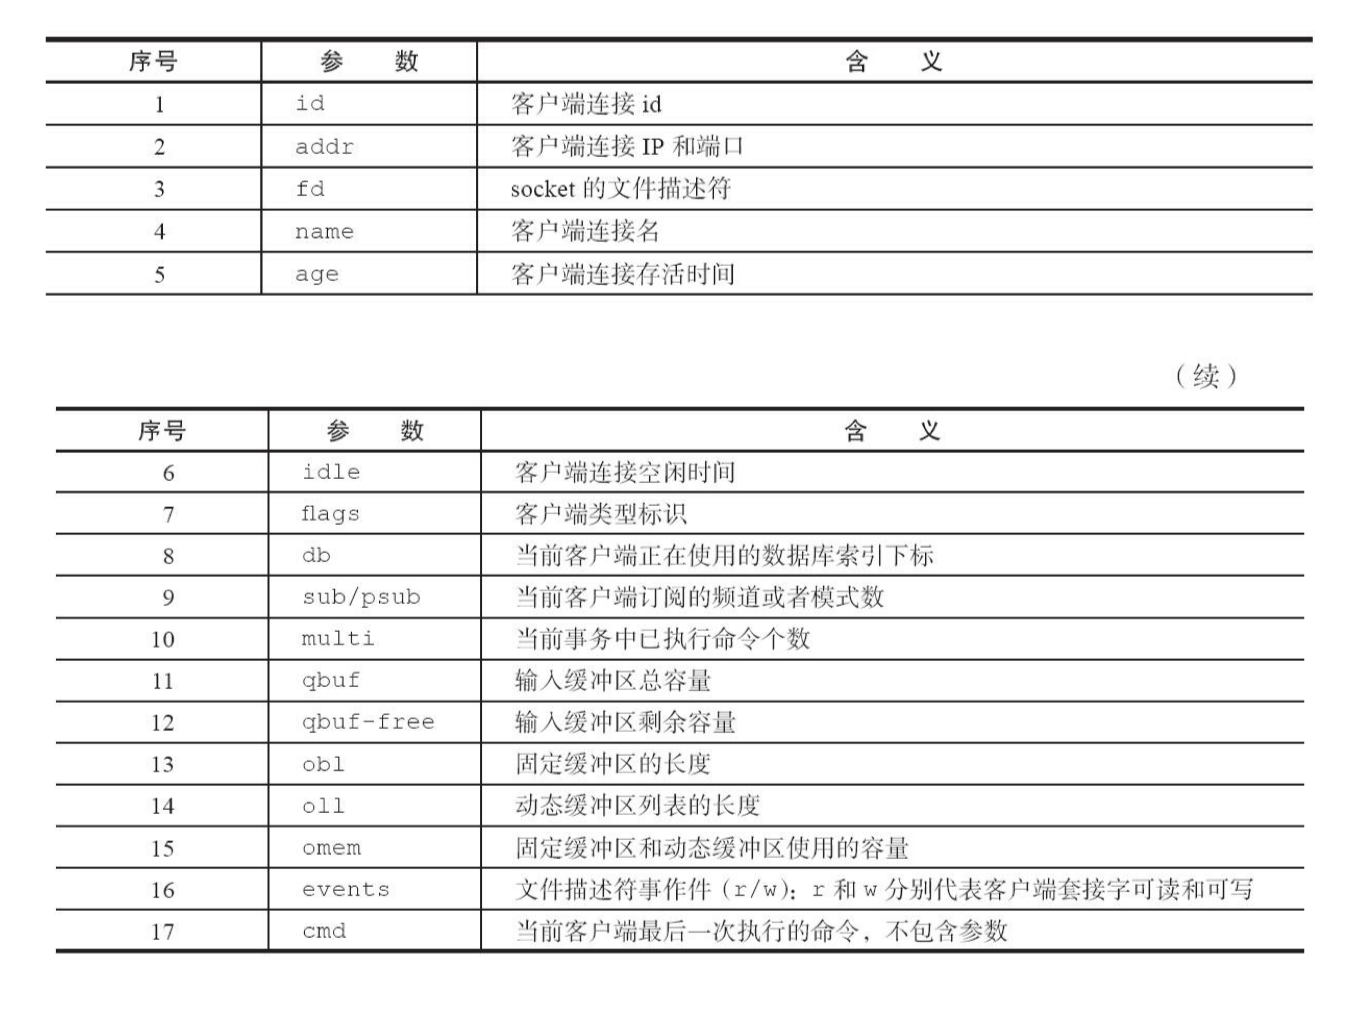 序号 参 数 含 义
1 id 客户端连接 id
2 addr 客户端连接 IP 和端口
3 fd socket 的文件描述符
4 name 客户端连接名
5 age 客户端连接存活时间
（续）
序号 参 数 含 义
6 idle 客户端连接空闲时间
7 flags 客户端类型标识
8 db 当前客户端正在使用的数据库索引下标
9 sub/psub 当前客户端订阅的频道或者模式数
10 multi 当前事务中已执行命令个数
11 qbuf 输入缓冲区总容量
12 qbuf-free 输入缓冲区剩余容量
13 obl 固定缓冲区的长度
14 oll 动态缓冲区列表的长度
15 omem 固定缓冲区和动态缓冲区使用的容量
16 events 文件描述符事作件（r/w）：r 和 w 分别代表客户端套接字可读和可写
17 cmd 当前客户端最后一次执行的命令，不包含参数